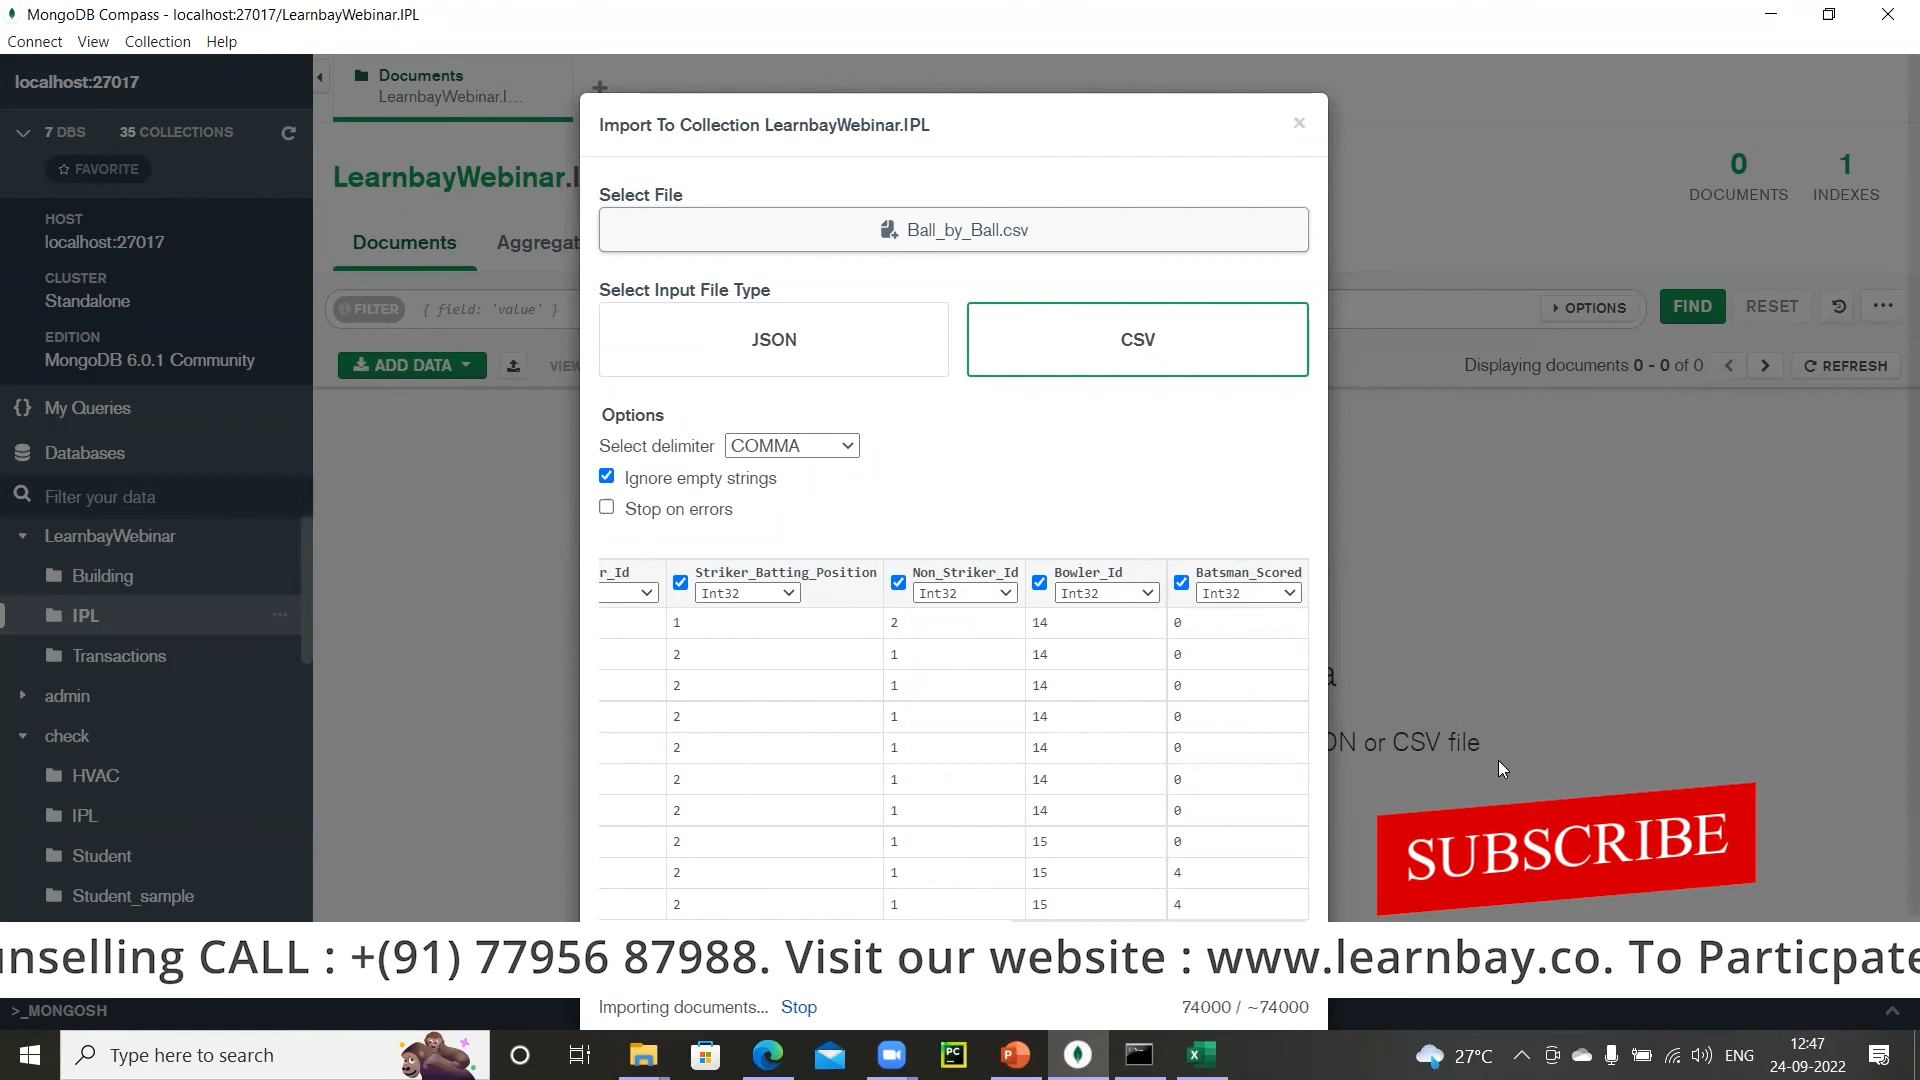 MongoDB Compass - localhost:27017/LearnbayWebinar.IPL
Connect View Collection Help
localhost:27017
7 DBS 35 COLLECTIONS
FAVORITE
HOST
localhost:27017
CLUSTER
Standalone
EDITION
MongoDB 6.0.1 Community
{} My Queries
Databases
Filter your data
LearnbayWebinar
Building
IPL
Transactions
admin
check
HVAC
IPL
Student
Student_sample
Documents
LearnbayWebinar.I...
LearnbayWebinar.I
0 1
DOCUMENTS INDEXES
Documents Aggregat
FILTER { field: 'value' } OPTIONS FIND RESET
ADD DATA VIEW Displaying documents 0 - 0 of 0 REFRESH
Import To Collection LearnbayWebinar.IPL
Select File
Ball_by_Ball.csv
Select Input File Type
JSON CSV
Options
Select delimiter COMMA
Ignore empty strings
Stop on errors
r_Id Striker_Batting_Position Non_Striker_Id Bowler_Id Batsman_Scored
Int32 Int32 Int32 Int32
1 2 14 0
2 1 14 0
2 1 14 0
2 1 14 0
2 1 14 0
2 1 14 0
2 1 14 0
2 1 15 0
2 1 15 4
2 1 15 4
a
ON or CSV file
SUBSCRIBE
unselling CALL : +(91) 77956 87988. Visit our website : www.learnbay.co. To Particpate
>_MONGOSH
Importing documents... Stop 74000 / ~74000
Type here to search
PC
27°C ENG
12:47
24-09-2022